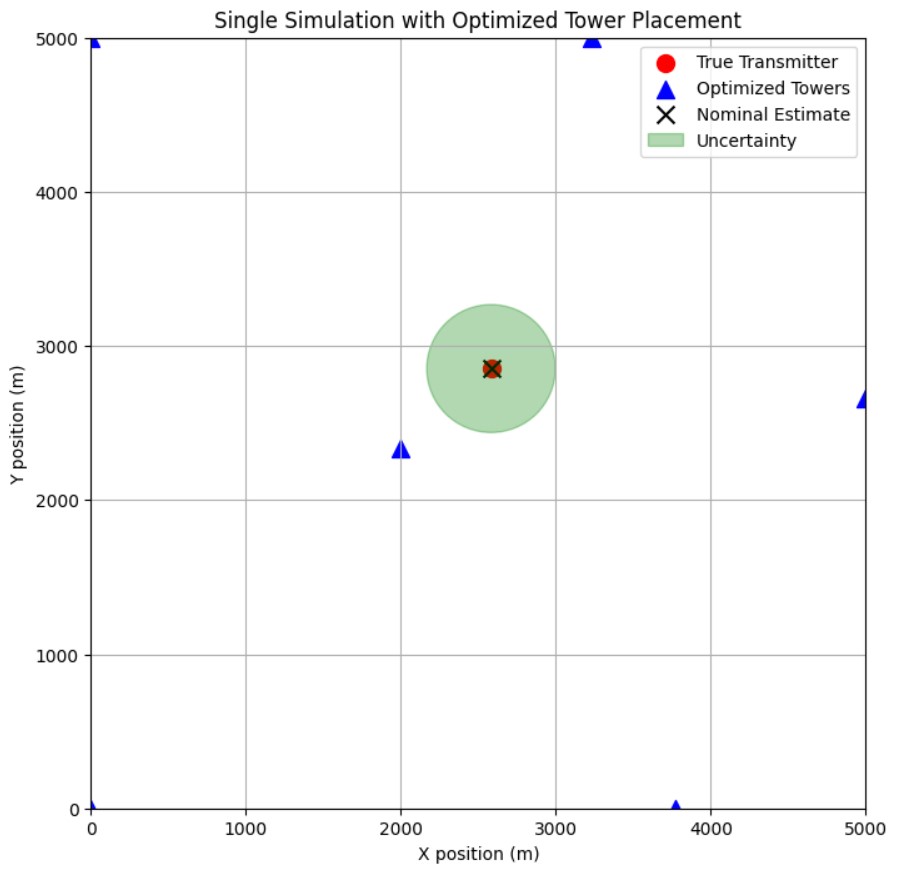 Single Simulation with Optimized Tower Placement
True Transmitter
Optimized Towers
Nominal Estimate
Uncertainty
5000
4000
3000
2000
1000
0
Y position (m)
0 1000 2000 3000 4000 5000
X position (m)